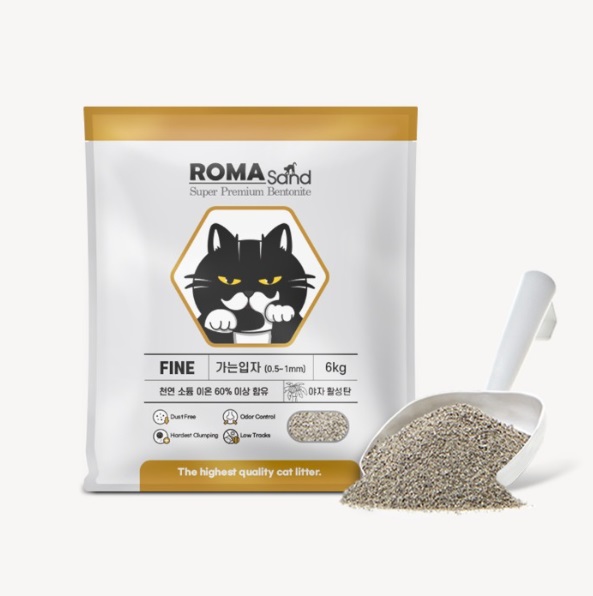 ROMA Sand
Super Premium Bentonite
FINE 가는입자 (0.5-1mm) 6kg
천연 소듐 이온 60% 이상 함유 야자 활성탄
Dust Free Odor Control
Hardest Clumping Low Tracks
The highest quality cat litter.